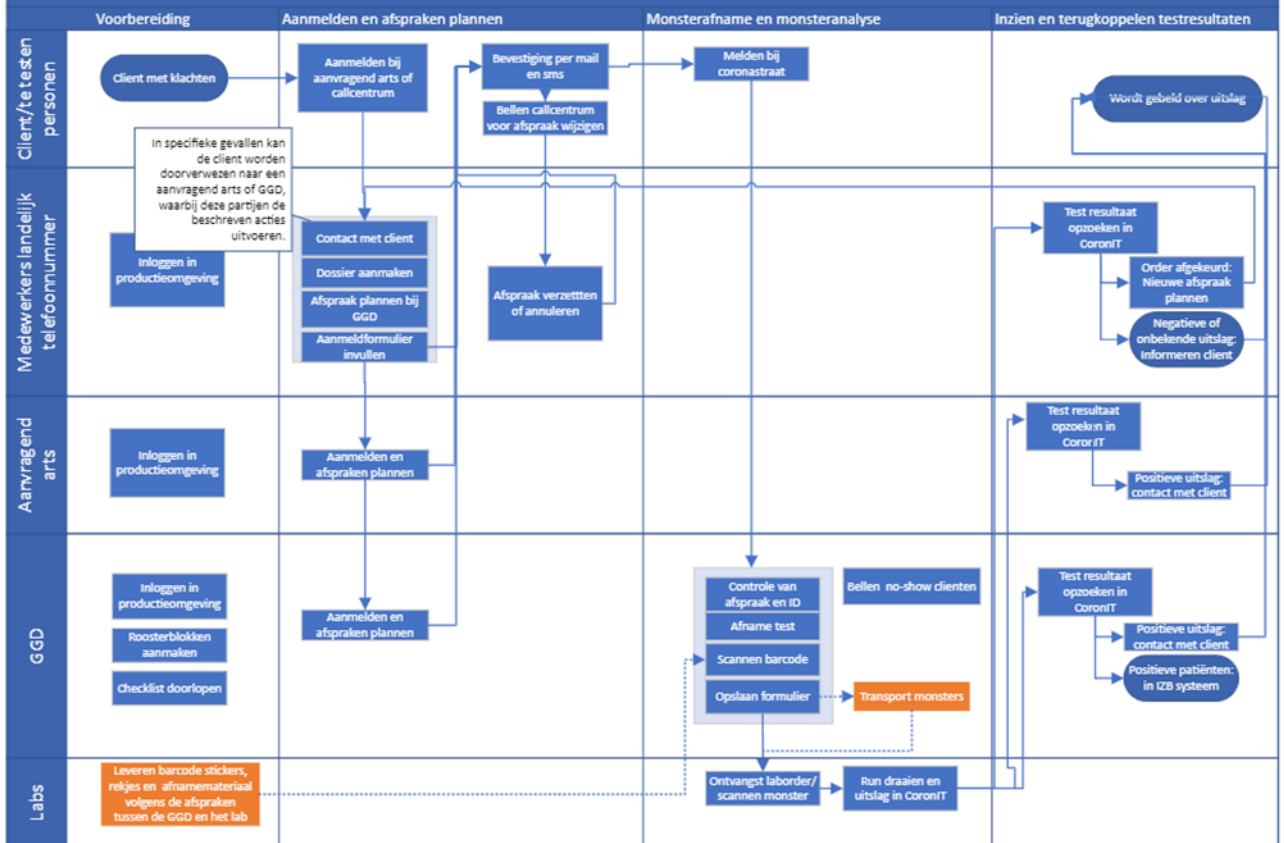 Voorbereiding
Aanmelden en afspraken plannen
Monsterafname en monsteranalyse
Inzien en terugkoppelen testresultaten
Client/te testen
personen
Client met klachten
Aanmelden bij
aanvragend arts of
callcentrum
Bevestiging per mail
en sms
Bellen callcentrum
voor afspraak wijzigen
Melden bij
coronastraat
Wordt gebeld over uitslag
In specifieke gevallen kan
de client worden
doorverwezen naar een
aanvragend arts of GGD,
waarbij deze partijen de
beschreven acties
uitvoeren.
Medewerkers landelijk
telefoonnummer
Inloggen in
productieomgeving
Contact met client
Dossier aanmaken
Afspraak plannen bij
GGD
Aanmeldformulier
invullen
Afspraak verzettten
of annuleren
Test resultaat
opzoeken in
CoronIT
Order afgekeurd:
Nieuwe afspraak
plannen
Negatieve of
onbekende uitslag:
Informeren client
Aanvragend
arts
Inloggen in
productieomgeving
Aanmelden en
afspraken plannen
Test resultaat
opzoeken in
CoronIT
Positieve uitslag:
contact met client
GGD
Inloggen in
productieomgeving
Roosterblokken
aanmaken
Checklist doorlopen
Aanmelden en
afspraken plannen
Controle van
afspraak en ID
Afname test
Scannen barcode
Opslaan formulier
Bellen no-show clienten
Transport monsters
Test resultaat
opzoeken in
CoronIT
Positieve uitslag:
contact met client
Positieve patiënten:
in IZB systeem
Labs
Leveren barcode stickers,
rekjes en afnamemateriaal
volgens de afspraken
tussen de GGD en het lab
Ontvangst laborder/
scannen monster
Run draaien en
uitslag in CoronIT